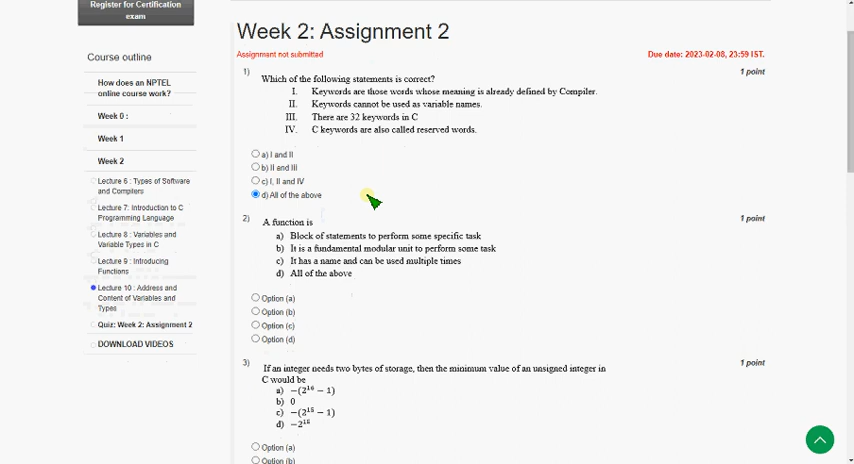 Register for Certification
exam
Week 2: Assignment 2
Assignment not submitted
Due date: 2023-02-08, 23:59 IST.
Course outline
How does an NPTEL
online course work?
Week 0 :
Week 1
Week 2
Lecture 6 : Types of Software
and Compilers
Lecture 7: Introduction to C
Programming Language
Lecture 8 : Variables and
Variable Types in C
Lecture 9 : Introducing
Functions
Lecture 10 : Address and
Content of Variables and
Types
Quiz: Week 2: Assignment 2
DOWNLOAD VIDEOS
1) Which of the following statements is correct? 1 point
I. Keywords are those words whose meaning is already defined by Compiler.
II. Keywords cannot be used as variable names.
III. There are 32 keywords in C
IV. C keywords are also called reserved words.
a) I and II
b) II and III
c) I, II and IV
d) All of the above
2) A function is 1 point
a) Block of statements to perform some specific task
b) It is a fundamental modular unit to perform some task
c) It has a name and can be used multiple times
d) All of the above
Option (a)
Option (b)
Option (c)
Option (d)
3) If an integer needs two bytes of storage, then the minimum value of an unsigned integer in 1 point
C would be
a) −(2¹⁶ − 1)
b) 0
c) −(2¹⁵ − 1)
d) −2¹⁵
Option (a)
Option (b)